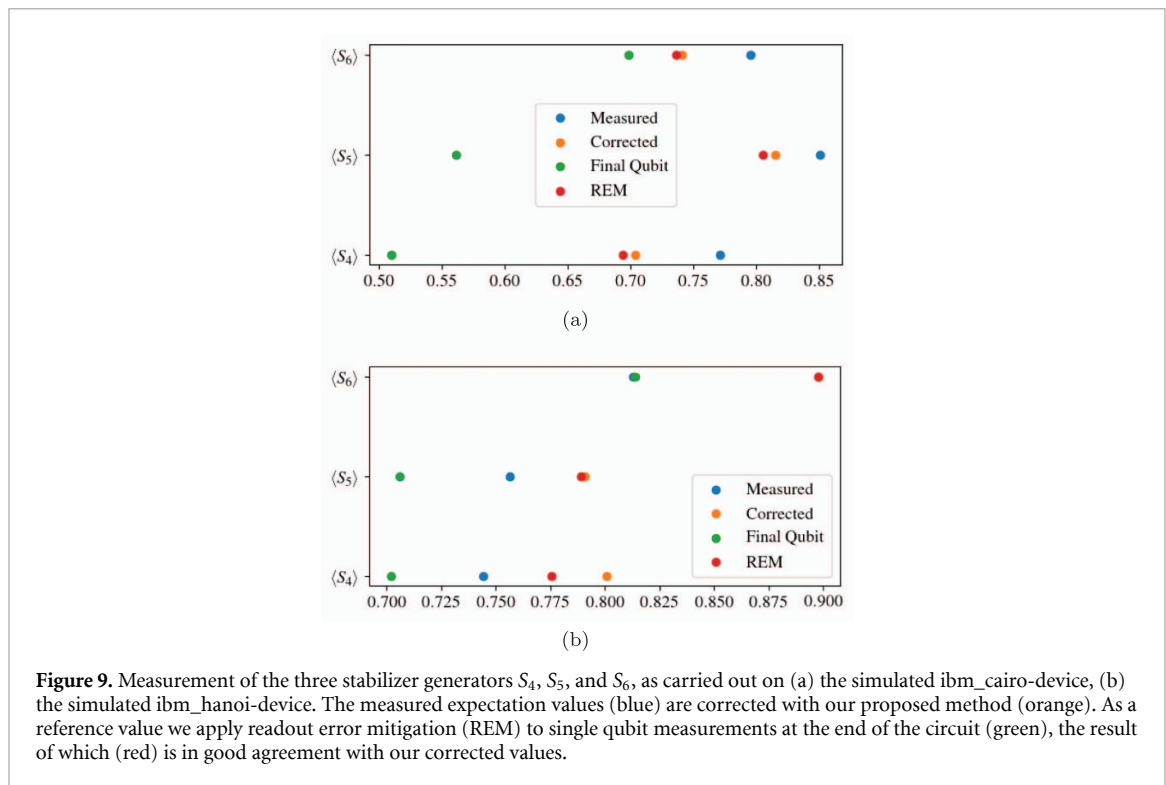 ⟨S₆⟩
⟨S₅⟩
⟨S₄⟩
Measured
Corrected
Final Qubit
REM
0.50 0.55 0.60 0.65 0.70 0.75 0.80 0.85
(a)
⟨S₆⟩
⟨S₅⟩
⟨S₄⟩
Measured
Corrected
Final Qubit
REM
0.700 0.725 0.750 0.775 0.800 0.825 0.850 0.875 0.900
(b)
Figure 9. Measurement of the three stabilizer generators S₄, S₅, and S₆, as carried out on (a) the simulated ibm_cairo-device, (b)
the simulated ibm_hanoi-device. The measured expectation values (blue) are corrected with our proposed method (orange). As a
reference value we apply readout error mitigation (REM) to single qubit measurements at the end of the circuit (green), the result
of which (red) is in good agreement with our corrected values.